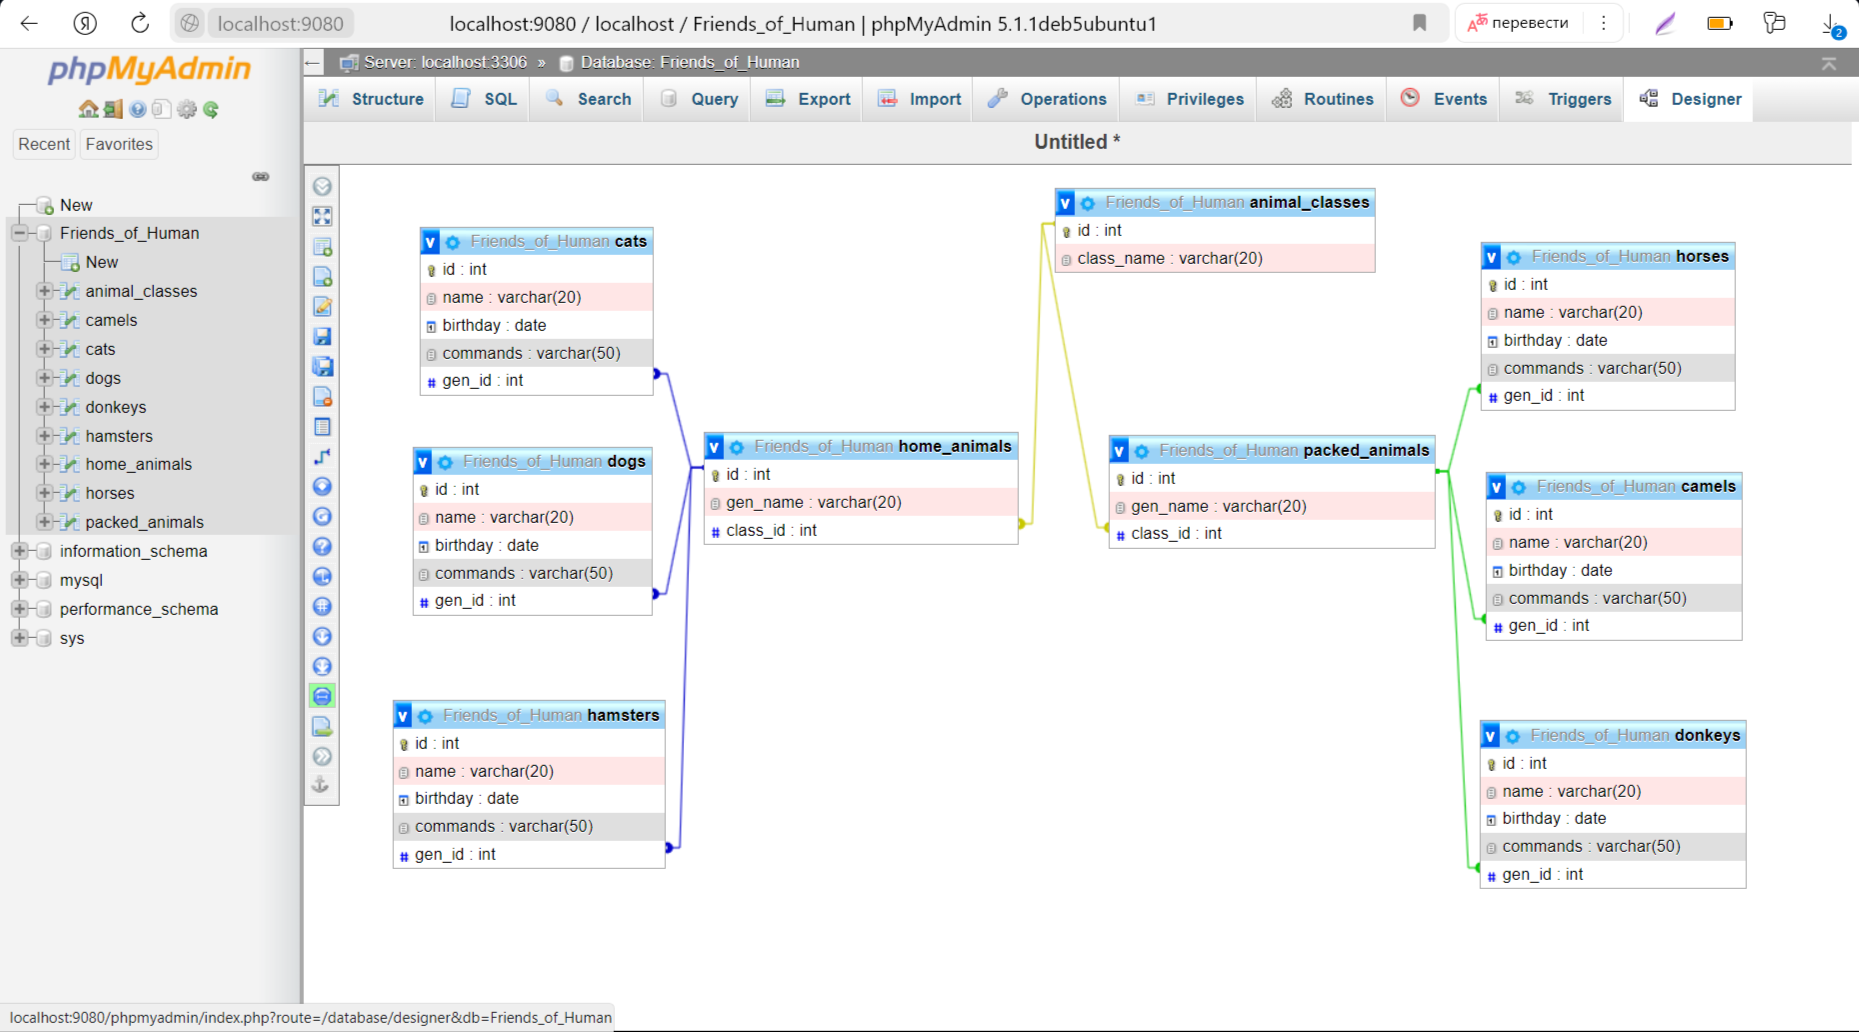 Я
localhost:9080
localhost:9080 / localhost / Friends_of_Human | phpMyAdmin 5.1.1deb5ubuntu1
перевести
2
phpMyAdmin
Recent
Favorites
New
Friends_of_Human
New
animal_classes
camels
cats
dogs
donkeys
hamsters
home_animals
horses
packed_animals
information_schema
mysql
performance_schema
sys
Server: localhost:3306 » Database: Friends_of_Human
Structure
SQL
Search
Query
Export
Import
Operations
Privileges
Routines
Events
Triggers
Designer
Untitled *
v Friends_of_Human cats
id : int
name : varchar(20)
birthday : date
commands : varchar(50)
# gen_id : int
v Friends_of_Human dogs
id : int
name : varchar(20)
birthday : date
commands : varchar(50)
# gen_id : int
v Friends_of_Human hamsters
id : int
name : varchar(20)
birthday : date
commands : varchar(50)
# gen_id : int
v Friends_of_Human home_animals
id : int
gen_name : varchar(20)
# class_id : int
v Friends_of_Human animal_classes
id : int
class_name : varchar(20)
v Friends_of_Human packed_animals
id : int
gen_name : varchar(20)
# class_id : int
v Friends_of_Human horses
id : int
name : varchar(20)
birthday : date
commands : varchar(50)
# gen_id : int
v Friends_of_Human camels
id : int
name : varchar(20)
birthday : date
commands : varchar(50)
# gen_id : int
v Friends_of_Human donkeys
id : int
name : varchar(20)
birthday : date
commands : varchar(50)
# gen_id : int
localhost:9080/phpmyadmin/index.php?route=/database/designer&db=Friends_of_Human